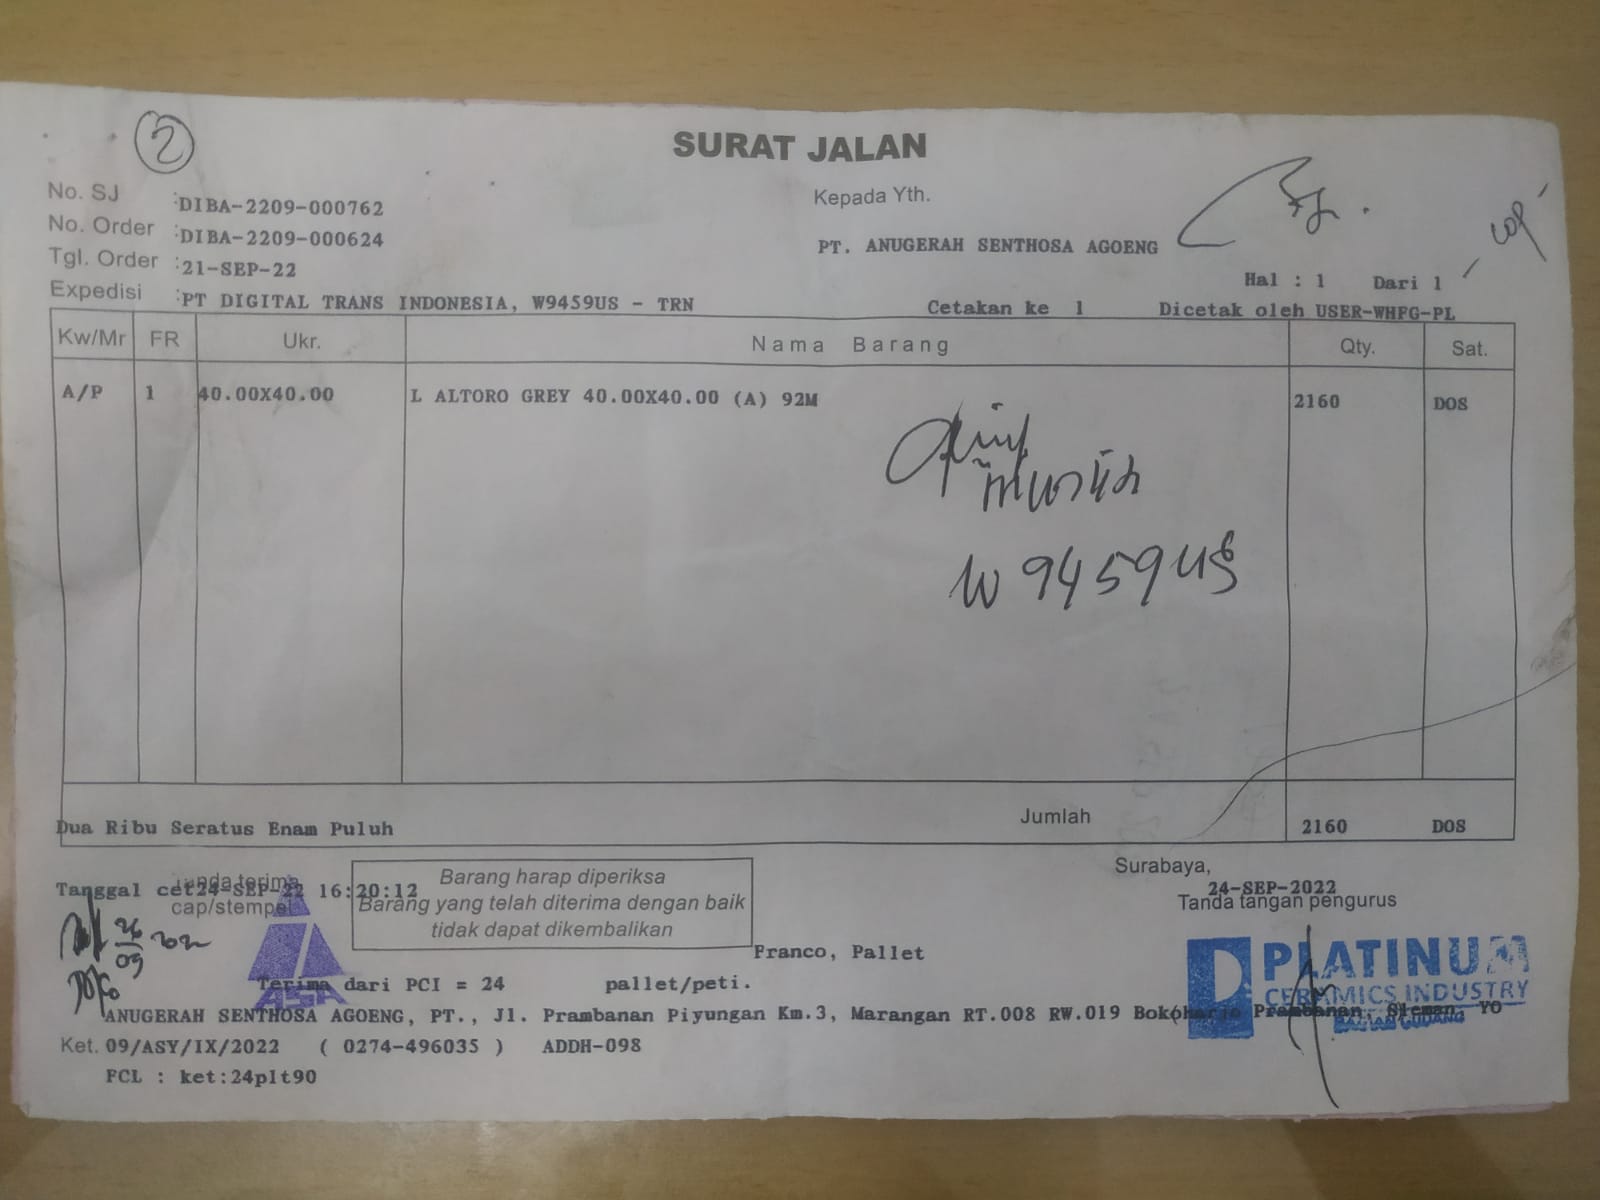 2
SURAT JALAN
No. SJ :DIBA-2209-000762
Kepada Yth.
No. Order :DIBA-2209-000624
PT. ANUGERAH SENTHOSA AGOENG
Tgl. Order :21-SEP-22
Hal : 1 Dari 1
Expedisi :PT DIGITAL TRANS INDONESIA, W9459US - TRN
Cetakan ke 1 Dicetak oleh USER-WHFG-PL
Kw/Mr FR Ukr. Nama Barang Qty. Sat.
A/P 1 40.00X40.00 L ALTORO GREY 40.00X40.00 (A) 92M 2160 DOS
W 9459 US
Jumlah
Dua Ribu Seratus Enam Puluh 2160 DOS
Surabaya,
24-SEP-2022
Tanda terima
Tanggal cet24-SEP-22 16:20:12
cap/stempel
Tanda tangan pengurus
Barang harap diperiksa
Barang yang telah diterima dengan baik
tidak dapat dikembalikan
26/09 2022
Franco, Pallet
PLATINUM
CERAMICS INDUSTRY
BAGIAN GUDANG
ASA
Terima dari PCI = 24 pallet/peti.
ANUGERAH SENTHOSA AGOENG, PT., Jl. Prambanan Piyungan Km.3, Marangan RT.008 RW.019 Bokoharjo Prambanan, Sleman, YO
Ket. 09/ASY/IX/2022 ( 0274-496035 ) ADDH-098
FCL : ket:24plt90